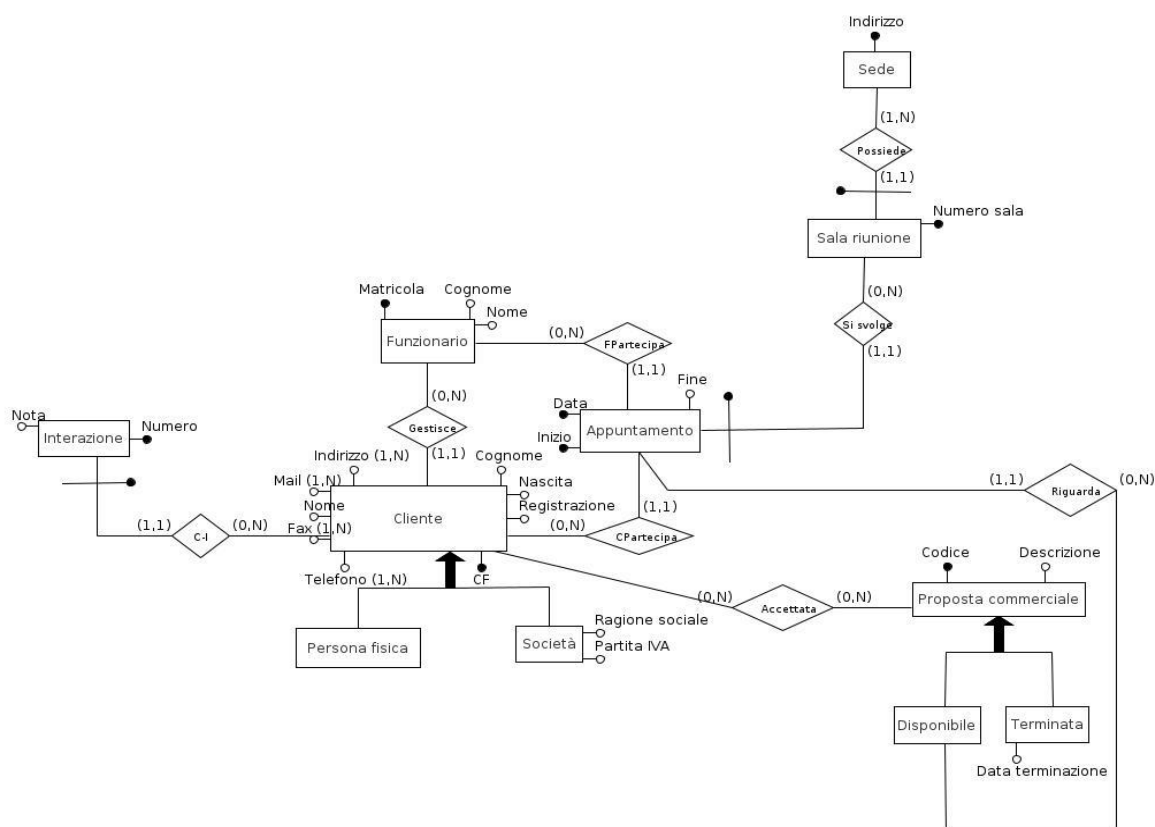 Indirizzo
Sede
(1,N)
Possiede
(1,1)
Numero sala
Sala riunione
(0,N)
Si svolge
(1,1)
Matricola
Cognome
Nome
Funzionario
(0,N)
FPartecipa
(1,1)
Fine
Data
Appuntamento
Inizio
(0,N)
Gestisce
(1,1)
Nota
Numero
Interazione
Indirizzo (1,N)
Cognome
Mail (1,N)
Nascita
Nome
Registrazione
Cliente
Fax (1,N)
Telefono (1,N)
CF
(1,1)
C-I
(0,N)
(0,N)
CPartecipa
(1,1)
(1,1)
Riguarda
(0,N)
(0,N)
Accettata
(0,N)
Codice
Descrizione
Proposta commerciale
Persona fisica
Società
Ragione sociale
Partita IVA
Disponibile
Terminata
Data terminazione